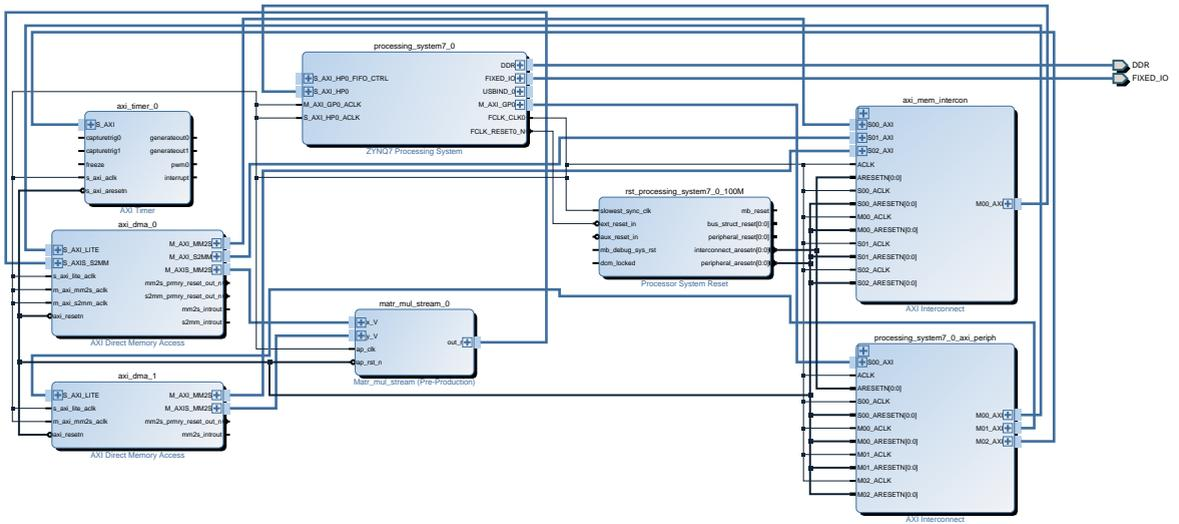 processing_system7_0
S_AXI_HP0_FIFO_CTRL
S_AXI_HP0
M_AXI_GP0_ACLK
S_AXI_HP0_ACLK
DDR
FIXED_IO
USBIND_0
M_AXI_GP0
FCLK_CLK0
FCLK_RESET0_N
ZYNQ7 Processing System
DDR
FIXED_IO
axi_timer_0
S_AXI
capturetrig0
capturetrig1
freeze
s_axi_aclk
s_axi_aresetn
generateout0
generateout1
pwm0
interrupt
AXI Timer
axi_mem_intercon
S00_AXI
S01_AXI
S02_AXI
ACLK
ARESETN[0:0]
S00_ACLK
S00_ARESETN[0:0]
M00_ACLK
M00_ARESETN[0:0]
S01_ACLK
S01_ARESETN[0:0]
S02_ACLK
S02_ARESETN[0:0]
M00_AXI
AXI Interconnect
rst_processing_system7_0_100M
slowest_sync_clk
ext_reset_in
aux_reset_in
mb_debug_sys_rst
dcm_locked
mb_reset
bus_struct_reset[0:0]
peripheral_reset[0:0]
interconnect_aresetn[0:0]
peripheral_aresetn[0:0]
Processor System Reset
axi_dma_0
S_AXI_LITE
S_AXIS_S2MM
s_axi_lite_aclk
m_axi_mm2s_aclk
m_axi_s2mm_aclk
axi_resetn
M_AXI_MM2S
M_AXI_S2MM
M_AXIS_MM2S
mm2s_prmry_reset_out_n
s2mm_prmry_reset_out_n
mm2s_introut
s2mm_introut
AXI Direct Memory Access
matr_mul_stream_0
x_V
y_V
ap_clk
ap_rst_n
out_r
Matr_mul_stream (Pre-Production)
axi_dma_1
S_AXI_LITE
s_axi_lite_aclk
m_axi_mm2s_aclk
axi_resetn
M_AXI_MM2S
M_AXIS_MM2S
mm2s_prmry_reset_out_n
mm2s_introut
AXI Direct Memory Access
processing_system7_0_axi_periph
S00_AXI
ACLK
ARESETN[0:0]
S00_ACLK
S00_ARESETN[0:0]
M00_ACLK
M00_ARESETN[0:0]
M01_ACLK
M01_ARESETN[0:0]
M02_ACLK
M02_ARESETN[0:0]
M00_AXI
M01_AXI
M02_AXI
AXI Interconnect